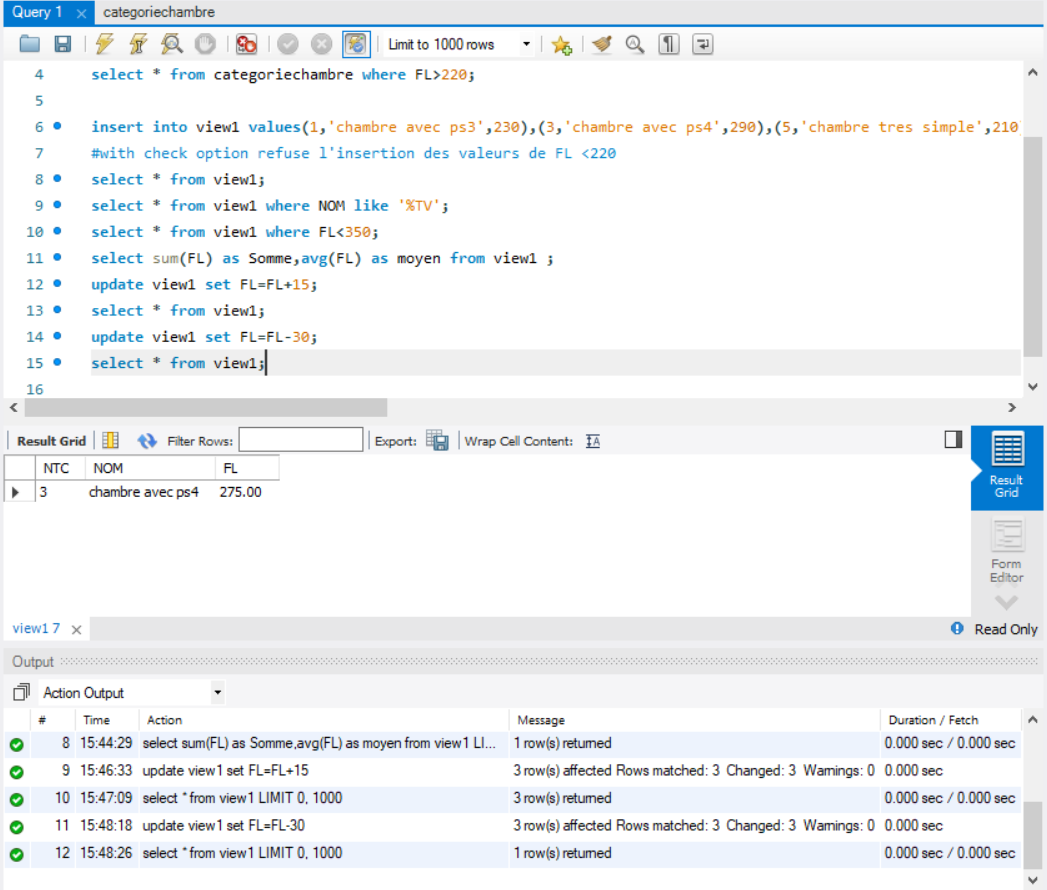 Query 1 × categoriechambre
Limit to 1000 rows
4 select * from categoriechambre where FL>220;
5
6 insert into view1 values(1,'chambre avec ps3',230),(3,'chambre avec ps4',290),(5,'chambre tres simple',210
7 #with check option refuse l'insertion des valeurs de FL <220
8 select * from view1;
9 select * from view1 where NOM like '%TV';
10 select * from view1 where FL<350;
11 select sum(FL) as Somme,avg(FL) as moyen from view1 ;
12 update view1 set FL=FL+15;
13 select * from view1;
14 update view1 set FL=FL-30;
15 select * from view1;
16
Result Grid Filter Rows: Export: Wrap Cell Content: IA
NTC NOM FL
3 chambre avec ps4 275.00
Result
Grid
Form
Editor
view1 7 × Read Only
Output
Action Output
# Time Action Message Duration / Fetch
8 15:44:29 select sum(FL) as Somme,avg(FL) as moyen from view1 LI... 1 row(s) returned 0.000 sec / 0.000 sec
9 15:46:33 update view1 set FL=FL+15 3 row(s) affected Rows matched: 3 Changed: 3 Warnings: 0 0.000 sec
10 15:47:09 select * from view1 LIMIT 0, 1000 3 row(s) returned 0.000 sec / 0.000 sec
11 15:48:18 update view1 set FL=FL-30 3 row(s) affected Rows matched: 3 Changed: 3 Warnings: 0 0.000 sec
12 15:48:26 select * from view1 LIMIT 0, 1000 1 row(s) returned 0.000 sec / 0.000 sec